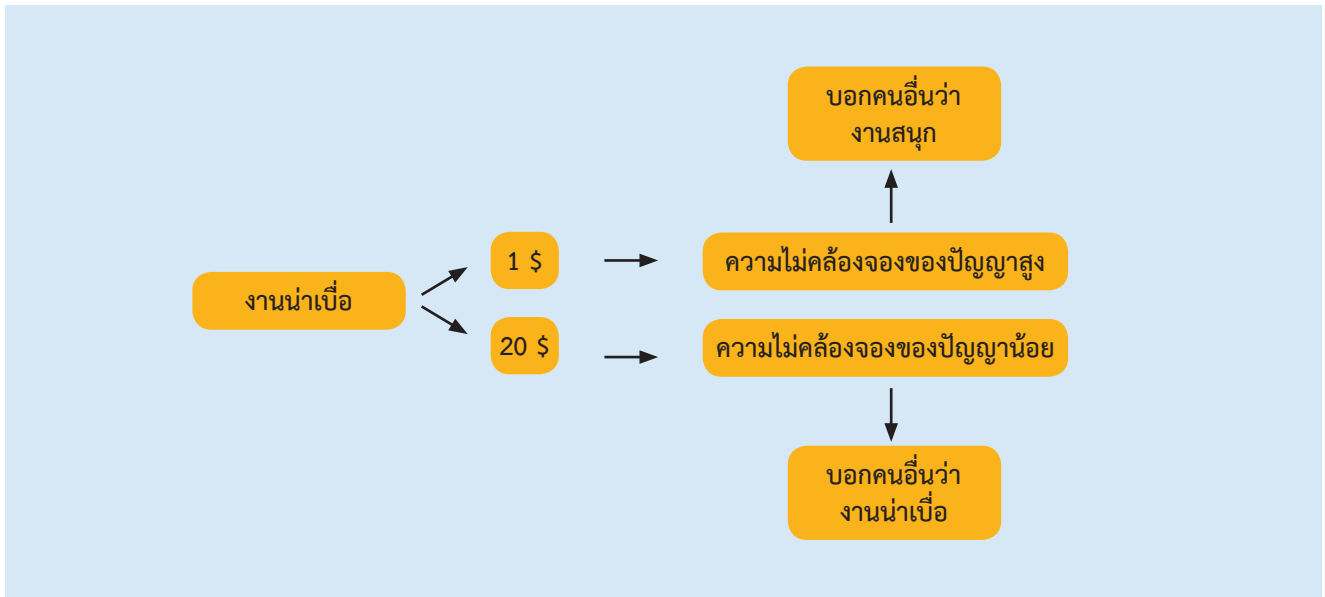 บอกคนอื่นว่า
งานสนุก
1 $
ความไม่คล้องจองของปัญญาสูง
งานน่าเบื่อ
20 $
ความไม่คล้องจองของปัญญาน้อย
บอกคนอื่นว่า
งานน่าเบื่อ